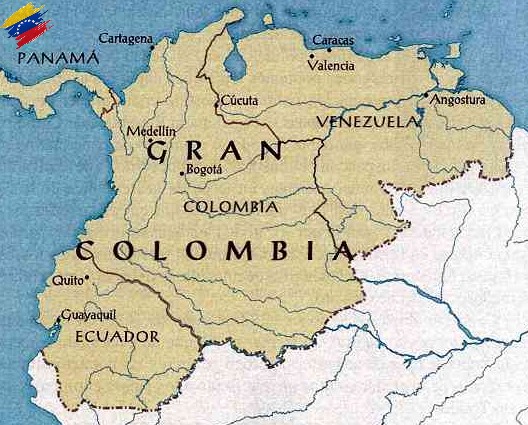 Cartagena
Caracas
PANAMÁ
Valencia
Cúcuta
Angostura
VENEZUELA
Medellín
GRAN
Bogotá
COLOMBIA
COLOMBIA
Quito
Guayaquil
ECUADOR